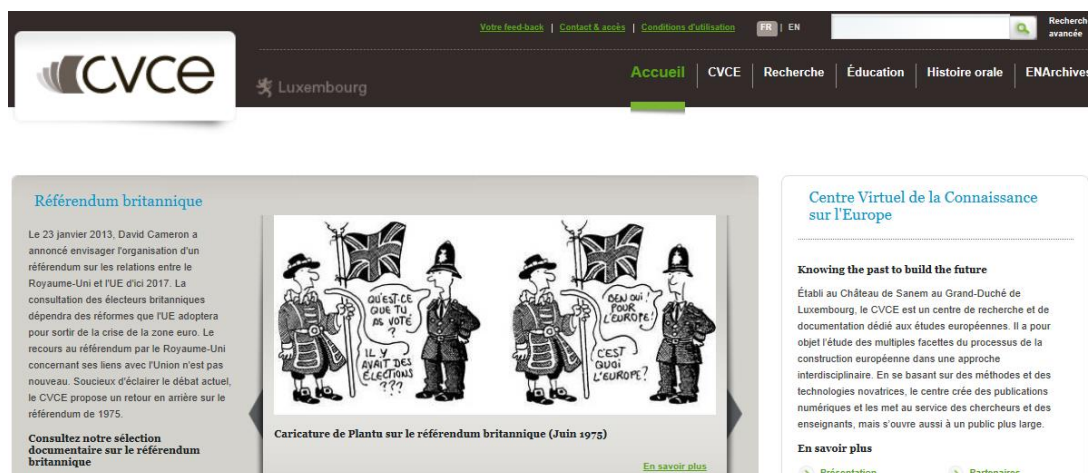 Votre feed-back | Contact & accès | Conditions d'utilisation
FR | EN
Recherche
avancée
cvce
Luxembourg
Accueil
CVCE
Recherche
Éducation
Histoire orale
ENArchives
Référendum britannique
Le 23 janvier 2013, David Cameron a
annoncé envisager l'organisation d'un
référendum sur les relations entre le
Royaume-Uni et l'UE d'ici 2017. La
consultation des électeurs britanniques
dépendra des réformes que l'UE adoptera
pour sortir de la crise de la zone euro. Le
recours au référendum par le Royaume-Uni
concernant ses liens avec l'Union n'est pas
nouveau. Soucieux d'éclairer le débat actuel,
le CVCE propose un retour en arrière sur le
référendum de 1975.
Consultez notre sélection
documentaire sur le référendum
britannique
QU'EST-CE
QUE TU
AS VOTÉ
?
IL Y
AVAIT DES
ÉLECTIONS
???
BEN OUI!
POUR
L'EUROPE!
C'EST
QUOI
L'EUROPE?
Caricature de Plantu sur le référendum britannique (Juin 1975)
En savoir plus
Centre Virtuel de la Connaissance
sur l'Europe
Knowing the past to build the future
Établi au Château de Sanem au Grand-Duché de
Luxembourg, le CVCE est un centre de recherche et de
documentation dédié aux études européennes. Il a pour
objet l'étude des multiples facettes du processus de la
construction européenne dans une approche
interdisciplinaire. En se basant sur des méthodes et des
technologies novatrices, le centre crée des publications
numériques et les met au service des chercheurs et des
enseignants, mais s'ouvre aussi à un public plus large.
En savoir plus
Présentation
Partenaires